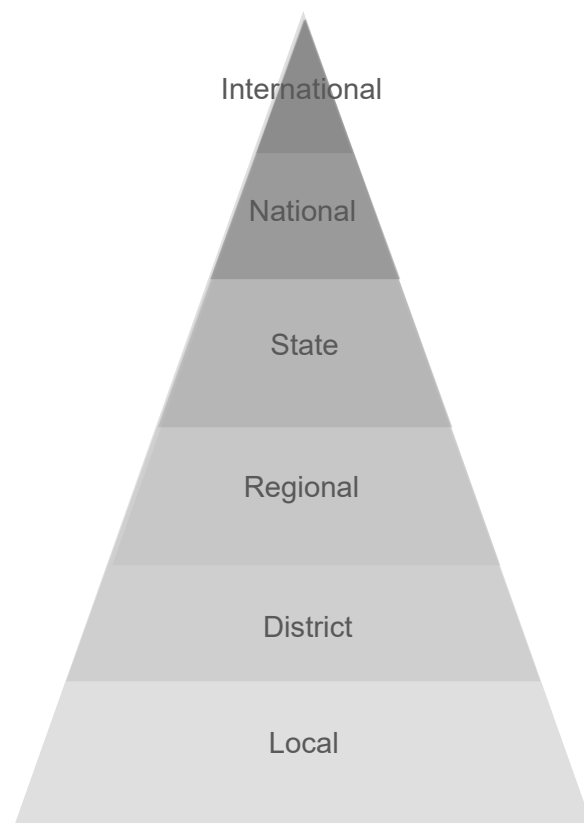 International
National
State
Regional
District
Local